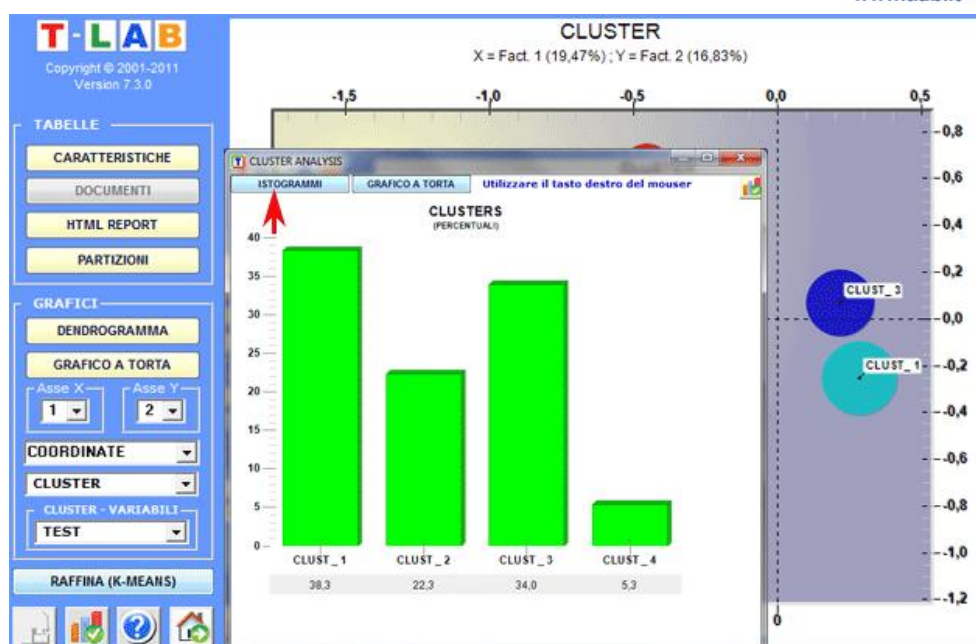 T-LAB
Copyright © 2001-2011
Version 7.3.0
TABELLE
CARATTERISTICHE
DOCUMENTI
HTML REPORT
PARTIZIONI
GRAFICI
DENDROGRAMMA
GRAFICO A TORTA
Asse X
Asse Y
1
2
COORDINATE
CLUSTER
CLUSTER - VARIABILI
TEST
RAFFINA (K-MEANS)
CLUSTER
X = Fact. 1 (19,47%) ; Y = Fact. 2 (16,83%)
-1,5 -1,0 -0,5 0,0 0,5
CLUSTER ANALYSIS
ISTOGRAMMI GRAFICO A TORTA Utilizzare il tasto destro del mouser
CLUSTERS
(PERCENTUALI)
40
35
30
25
20
15
10
5
0
CLUST_1 CLUST_2 CLUST_3 CLUST_4
38,3 22,3 34,0 5,3
CLUST_3
CLUST_1
-0,8
-0,6
-0,4
-0,2
-0,0
-0,2
-0,4
-0,6
-0,8
-1,0
-1,2
0